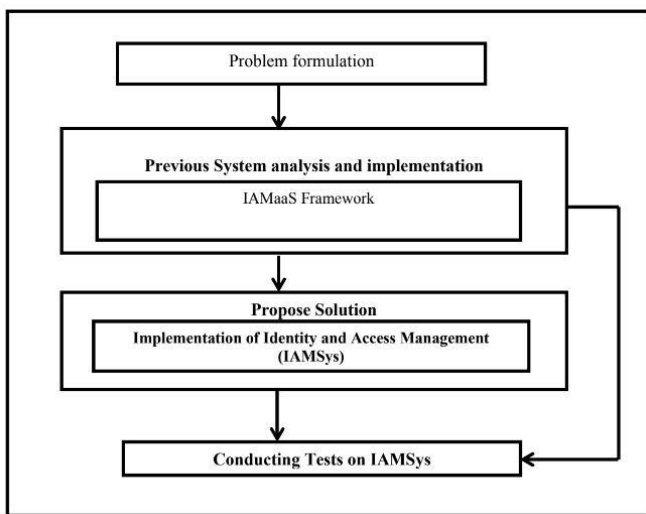 Problem formulation
Previous System analysis and implementation
IAMaaS Framework
Propose Solution
Implementation of Identity and Access Management
(IAMSys)
Conducting Tests on IAMSys